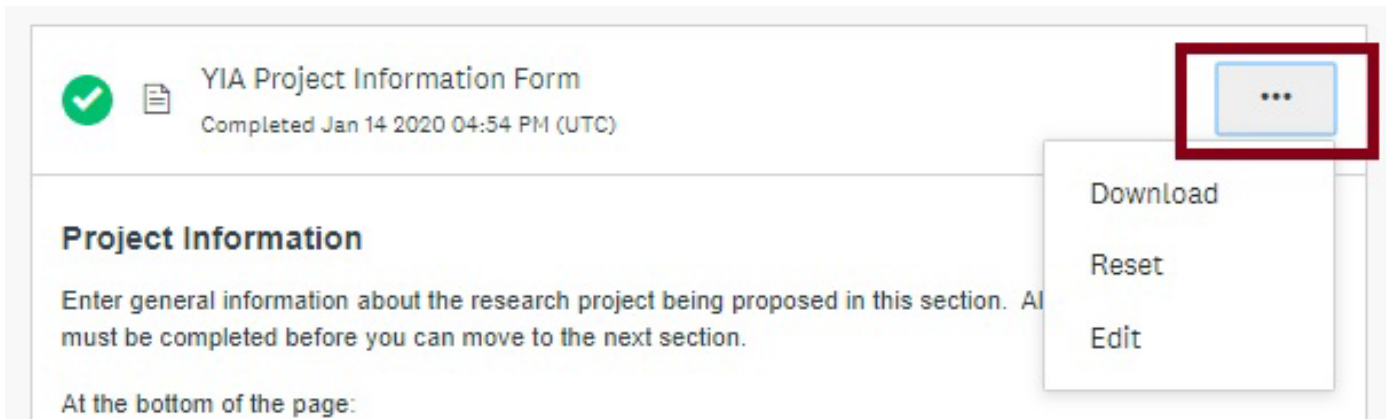 YIA Project Information Form
...
Completed Jan 14 2020 04:54 PM (UTC)
Download
Reset
Edit
Project Information
Enter general information about the research project being proposed in this section. Al
must be completed before you can move to the next section.
At the bottom of the page: